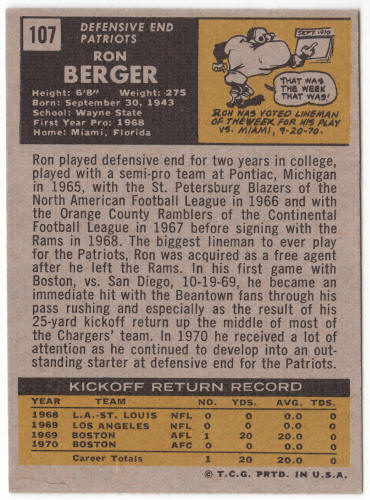 107
DEFENSIVE END
PATRIOTS
RON
BERGER
Height: 6'8" Weight: 275
Born: September 30, 1943
School: Wayne State
First Year Pro: 1968
Home: Miami, Florida
SEPT. 1970
THAT WAS
THE WEEK
THAT WAS!
RON WAS VOTED LINEMAN
OF THE WEEK FOR HIS PLAY
VS. MIAMI, 9-20-70.
Ron played defensive end for two years in college,
played with a semi-pro team at Pontiac, Michigan
in 1965, with the St. Petersburg Blazers of the
North American Football League in 1966 and with
with the Orange County Ramblers of the Continental
Football League in 1967 before signing with the
Rams in 1968. The biggest lineman to ever play
for the Patriots, Ron was acquired as a free agent
after he left the Rams. In his first game with
Boston, vs. San Diego, 10-19-69, he became an
immediate hit with the Beantown fans through his
pass rushing and especially as the result of his
25-yard kickoff return up the middle of most of
the Chargers' team. In 1970 he received a lot of
attention as he continued to develop into an out-
standing starter at defensive end for the Patriots.
KICKOFF RETURN RECORD
YEAR TEAM NO. YDS. AVG. TDS.
1968 L.A.-ST. LOUIS NFL 0 0 0.0 0
1969 LOS ANGELES NFL 0 0 0.0 0
1969 BOSTON AFL 1 20 20.0 0
1970 BOSTON AFC 0 0 0.0 0
Career Totals 1 20 20.0 0
© T.C.G. PRTD. IN U.S.A.